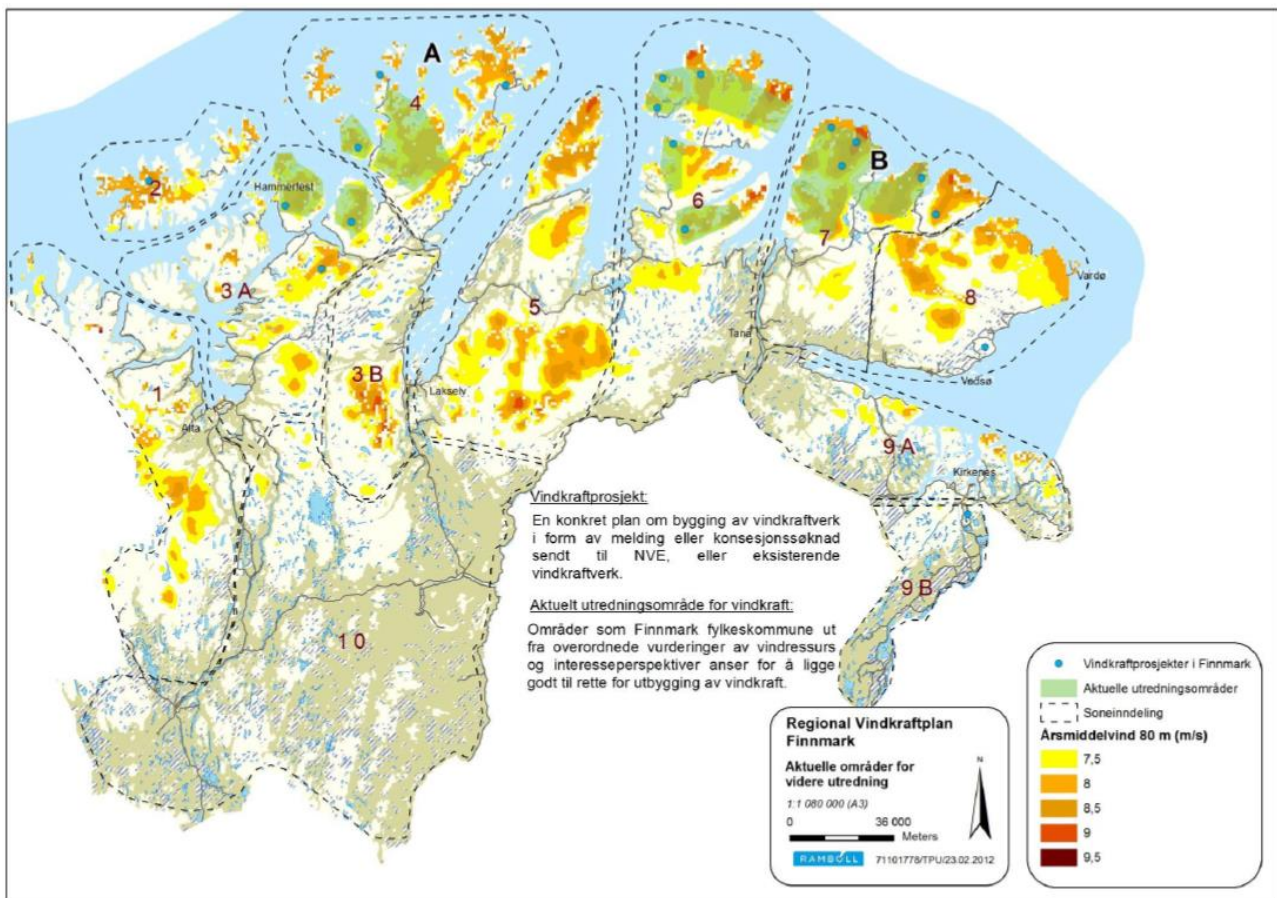 A
B
1
2
3 A
3 B
4
5
6
7
8
9 A
9 B
10
Hammerfest
Alta
Lakselv
Tana
Vardø
Vadsø
Kirkenes
Vindkraftprosjekt:
En konkret plan om bygging av vindkraftverk
i form av melding eller konsesjonssøknad
sendt til NVE, eller eksisterende
vindkraftverk.
Aktuelt utredningsområde for vindkraft:
Områder som Finnmark fylkeskommune ut
fra overordnede vurderinger av vindressurs
og interesseperspektiver anser for å ligge
godt til rette for utbygging av vindkraft.
Regional Vindkraftplan
Finnmark
Aktuelle områder for
videre utredning
1:1 080 000 (A3)
0 36 000
Meters
N
RAMBOLL 71101778/TPU/23.02.2012
Vindkraftprosjekter i Finnmark
Aktuelle utredningsområder
Soneinndeling
Årsmiddelvind 80 m (m/s)
7,5
8
8,5
9
9,5